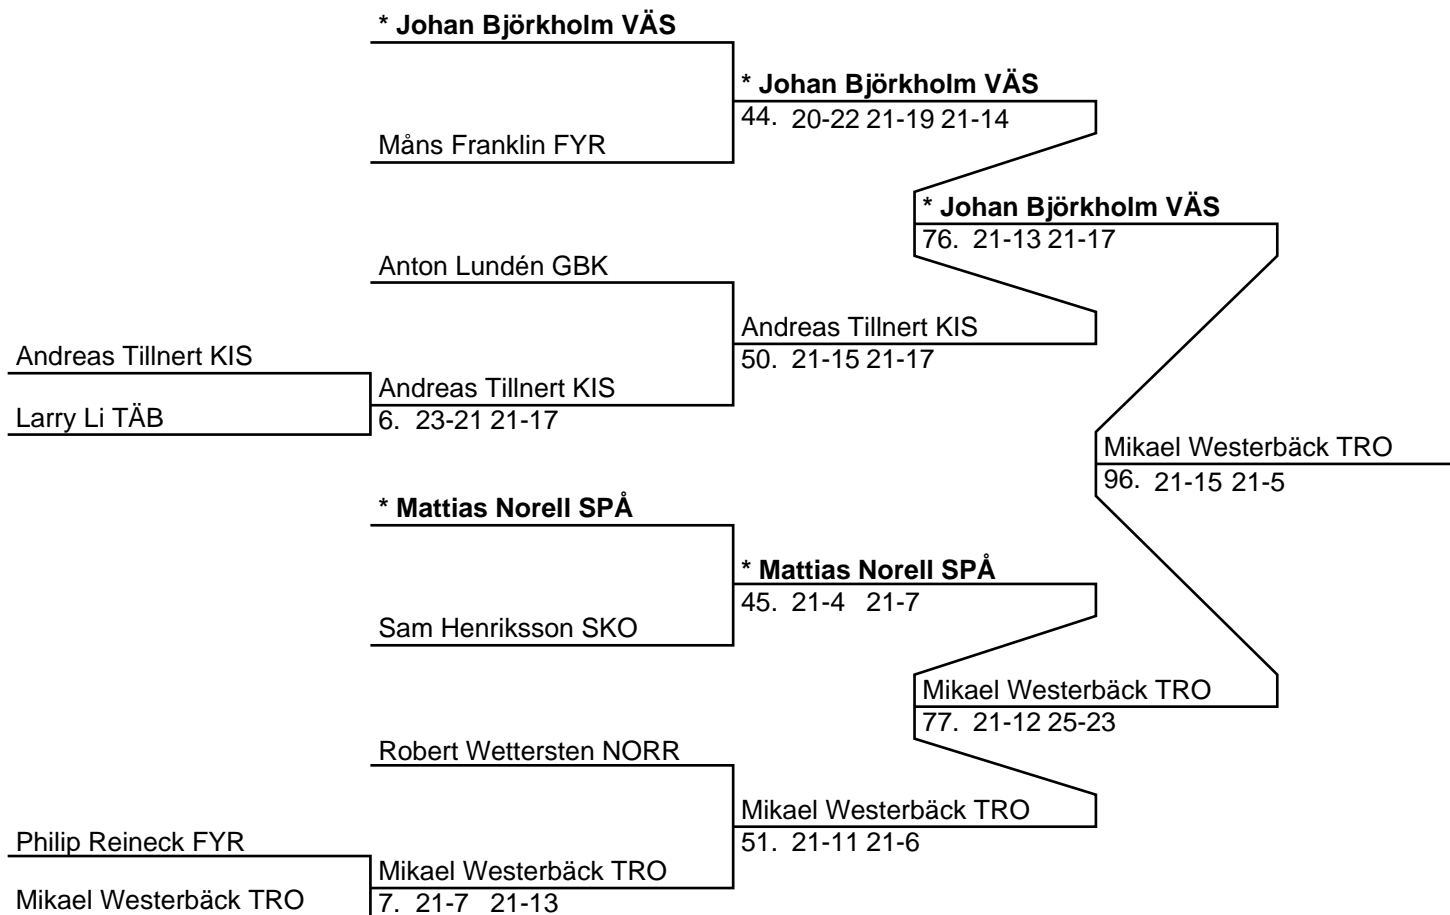 * Johan Björkholm VÄS
* Johan Björkholm VÄS
44. 20-22 21-19 21-14
Måns Franklin FYR
* Johan Björkholm VÄS
76. 21-13 21-17
Anton Lundén GBK
Andreas Tillnert KIS
50. 21-15 21-17
Andreas Tillnert KIS
Andreas Tillnert KIS
6. 23-21 21-17
Larry Li TÄB
Mikael Westerbäck TRO
96. 21-15 21-5
* Mattias Norell SPÅ
* Mattias Norell SPÅ
45. 21-4 21-7
Sam Henriksson SKO
Mikael Westerbäck TRO
77. 21-12 25-23
Robert Wettersten NORR
Mikael Westerbäck TRO
51. 21-11 21-6
Philip Reineck FYR
Mikael Westerbäck TRO
7. 21-7 21-13
Mikael Westerbäck TRO